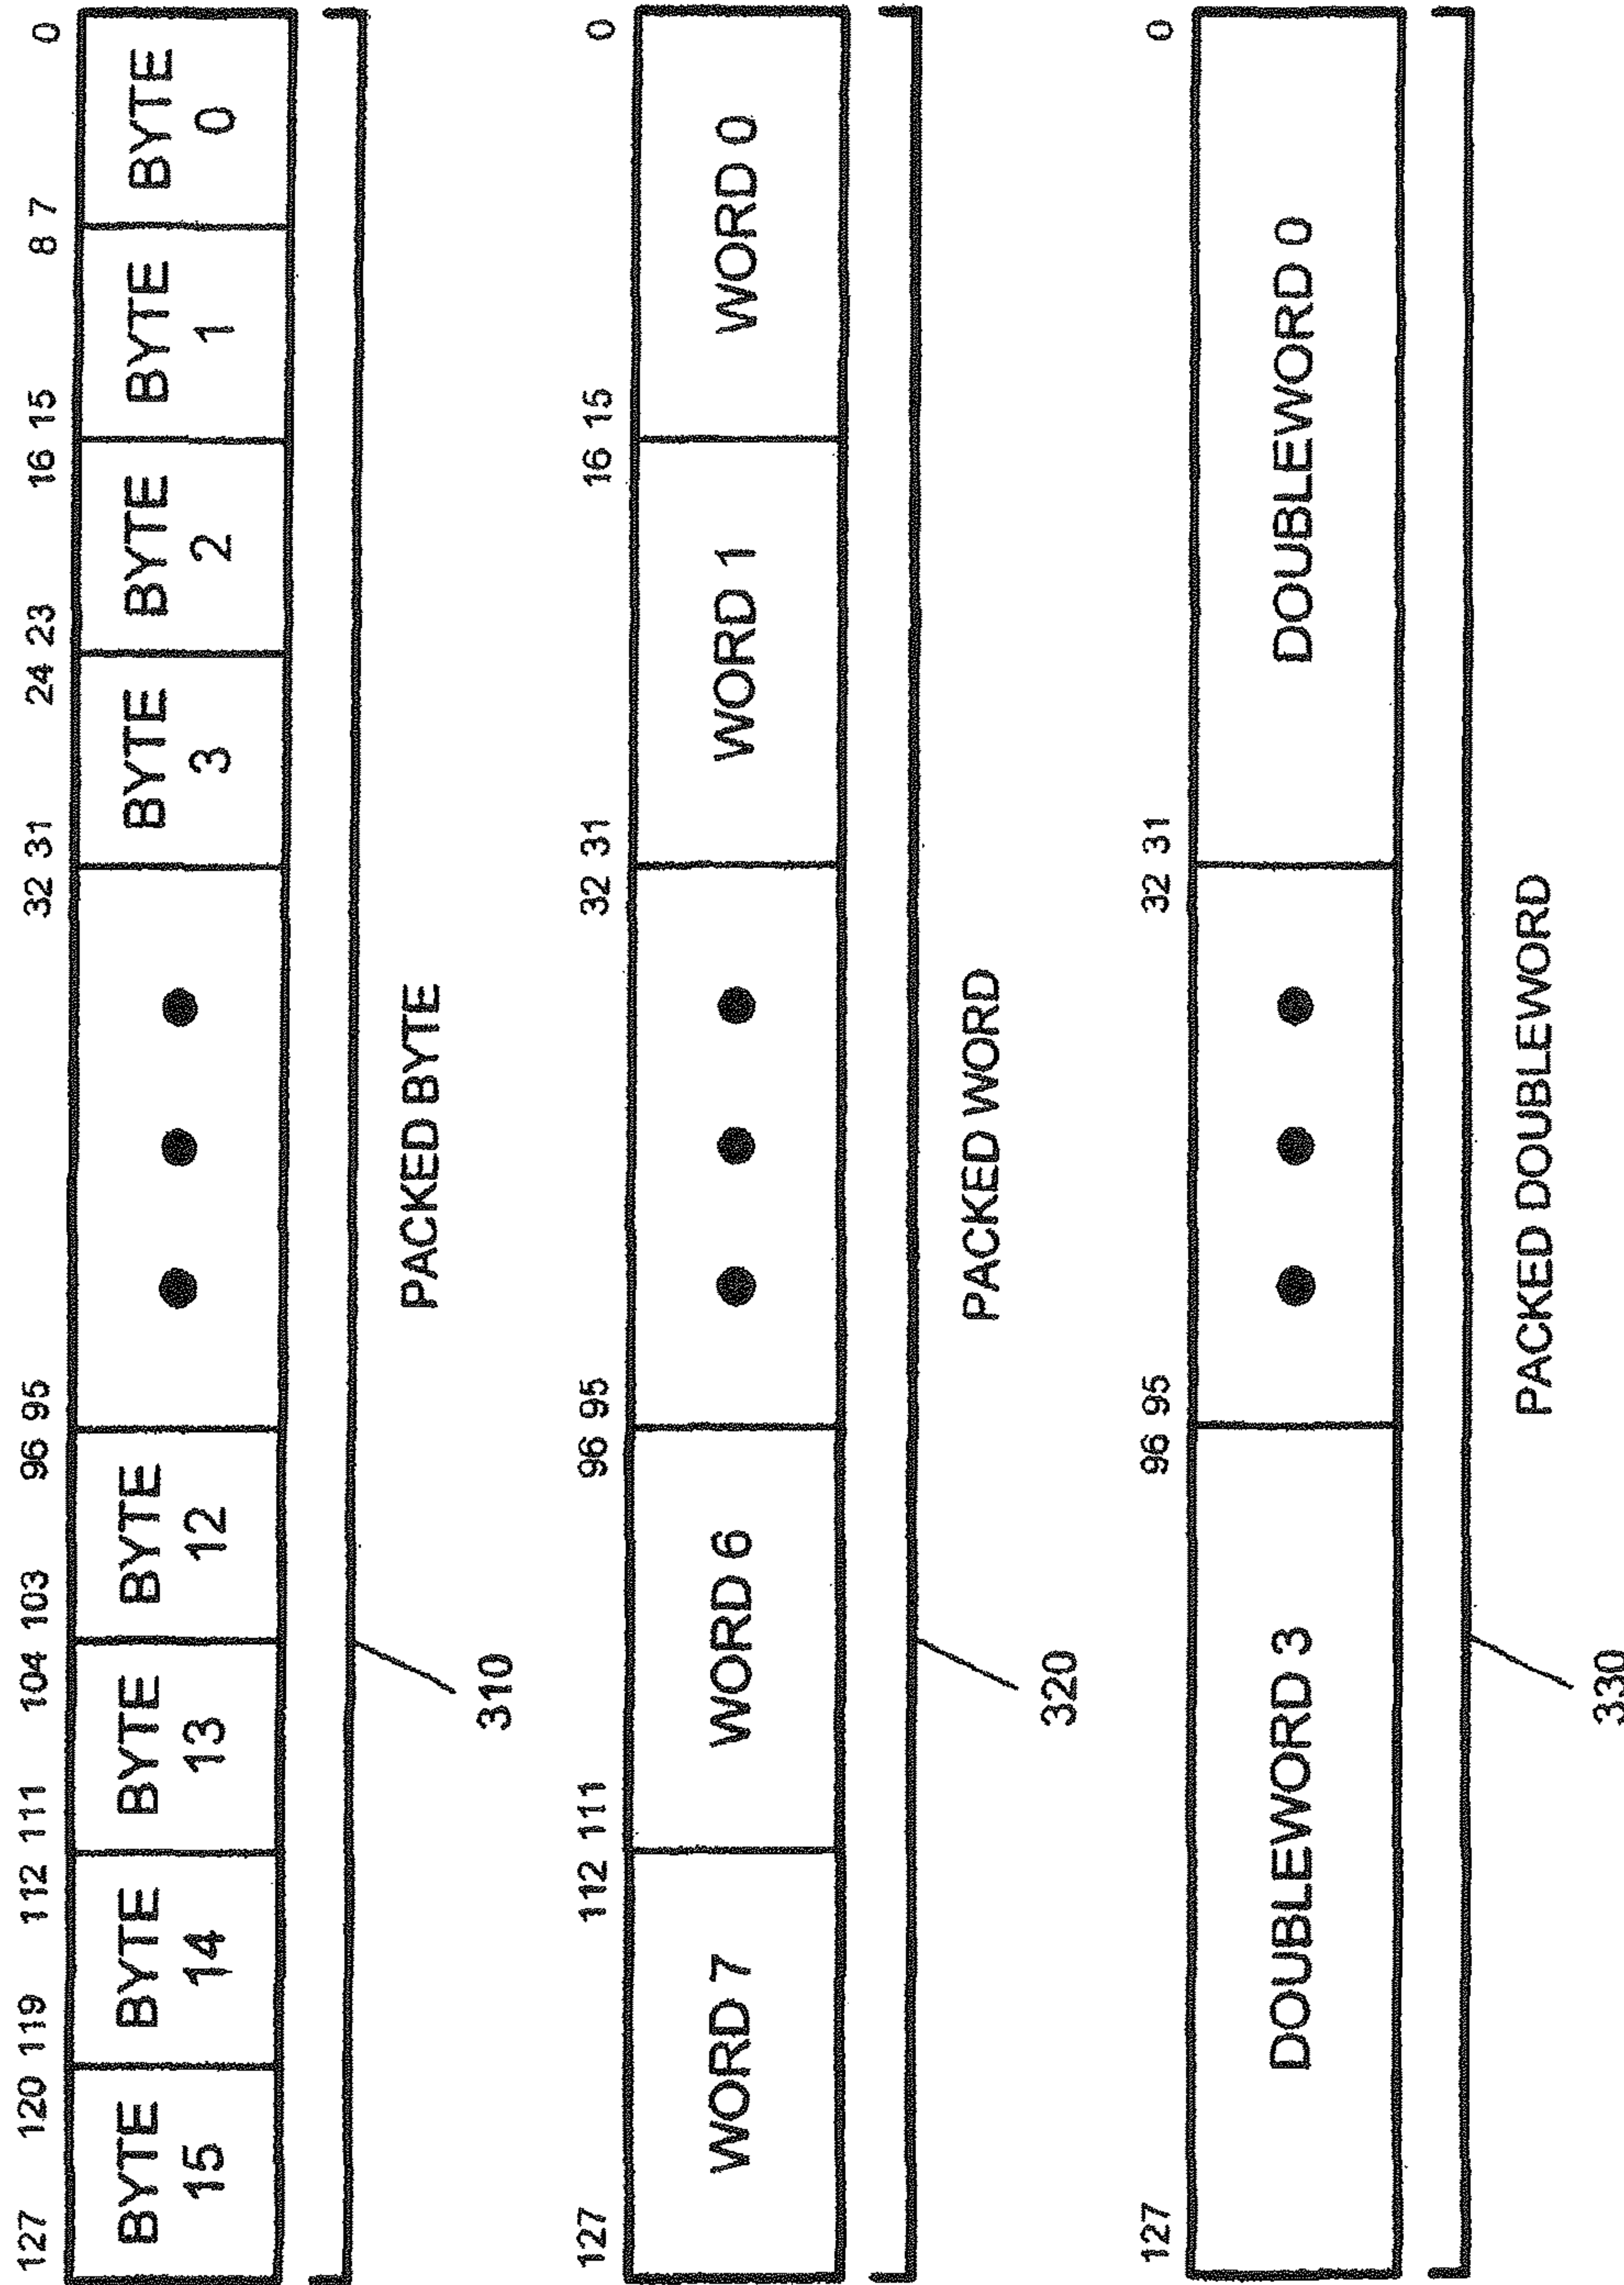 127 120 119 112 111 104 103 96 95 32 31 24 23 16 15 8 7 0
BYTE BYTE BYTE BYTE BYTE BYTE BYTE BYTE
15 14 13 12 3 2 1 0
PACKED BYTE
310
127 112 111 96 95 32 31 16 15 0
WORD 7 WORD 6 WORD 1 WORD 0
PACKED WORD
320
127 96 95 32 31 0
DOUBLEWORD 3 DOUBLEWORD 0
PACKED DOUBLEWORD
330